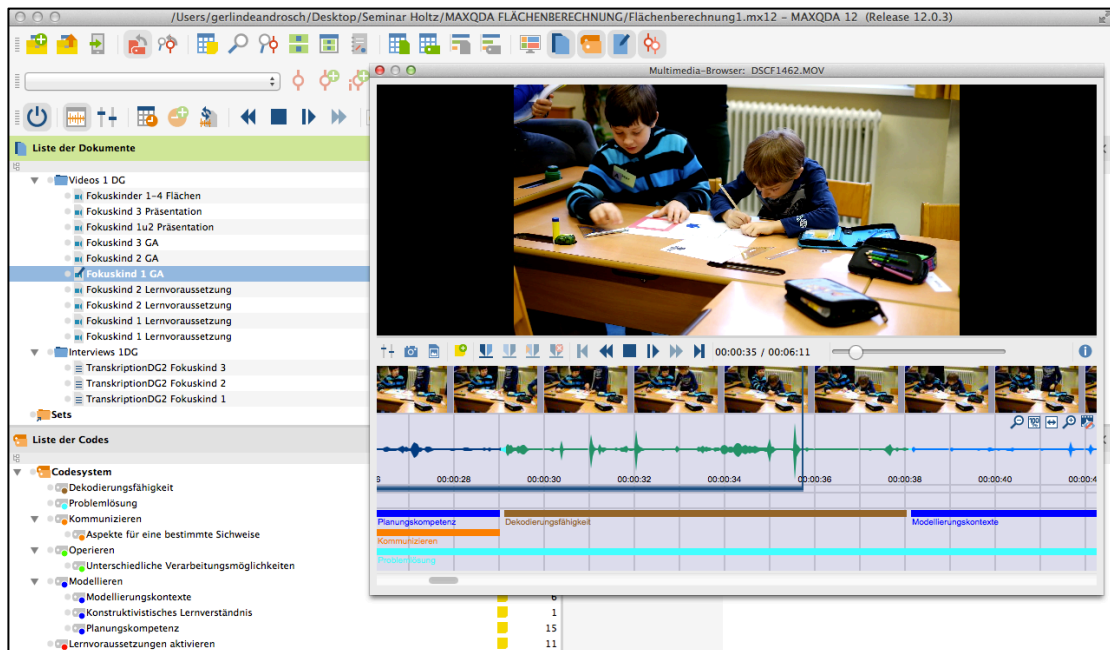 /Users/gerlindeandrosch/Desktop/Seminar Holtz/MAXQDA FLÄCHENBERECHNUNG/Flächenberechnung1.mx12 – MAXQDA 12 (Release 12.0.3)
Multimedia-Browser: DSCF1462.MOV
Liste der Dokumente
Videos 1 DG
Fokuskinder 1–4 Flächen
Fokuskind 3 Präsentation
Fokuskind 1u2 Präsentation
Fokuskind 3 GA
Fokuskind 2 GA
Fokuskind 1 GA
Fokuskind 2 Lernvoraussetzung
Fokuskind 2 Lernvoraussetzung
Fokuskind 1 Lernvoraussetzung
Fokuskind 1 Lernvoraussetzung
Interviews 1DG
TranskriptionDG2 Fokuskind 3
TranskriptionDG2 Fokuskind 2
TranskriptionDG2 Fokuskind 1
Sets
Liste der Codes
Codesystem
Dekodierungsfähigkeit
Problemlösung
Kommunizieren
Aspekte für eine bestimmte Sichweise
Operieren
Unterschiedliche Verarbeitungsmöglichkeiten
Modellieren
Modellierungskontexte 6
Konstruktivistisches Lernverständnis 1
Planungskompetenz 15
Lernvoraussetzungen aktivieren 11
00:00:35 / 00:06:11
6 00:00:28 00:00:30 00:00:32 00:00:34 00:00:36 00:00:38 00:00:40 00:00:4
Planungskompetenz Dekodierungsfähigkeit Modellierungskontexte
Kommunizieren
Problemlösung